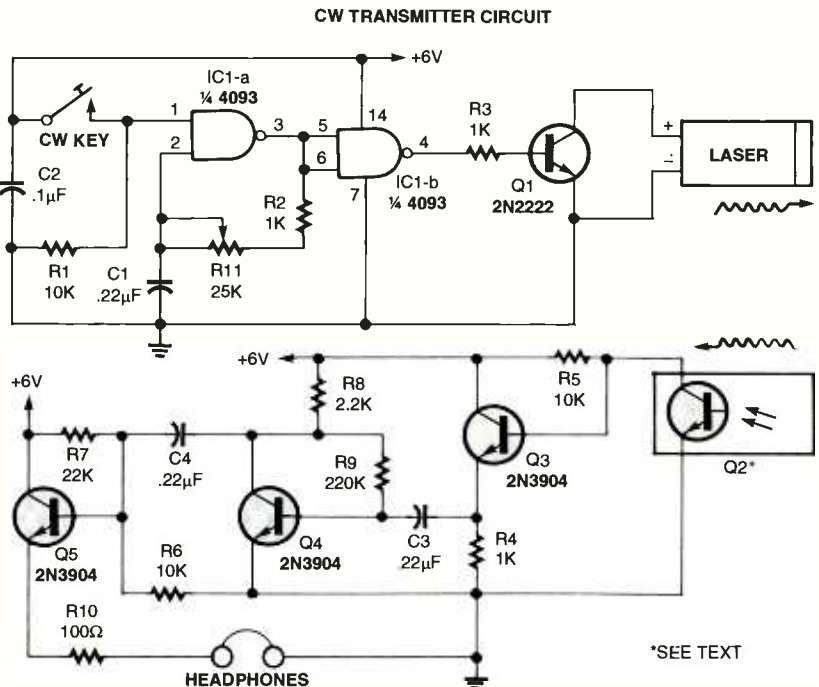 CW TRANSMITTER CIRCUIT
+6V
IC1-a
¼ 4093
CW KEY
1
2
3
5
6
14
4
7
IC1-b
¼ 4093
R3
1K
Q1
2N2222
+
-
LASER
C2
.1µF
R1
10K
C1
.22µF
R11
25K
R2
1K
+6V
+6V
R8
2.2K
R5
10K
R7
22K
C4
.22µF
R9
220K
Q3
2N3904
Q2*
Q5
2N3904
R6
10K
Q4
2N3904
C3
.22µF
R4
1K
R10
100Ω
HEADPHONES
*SEE TEXT